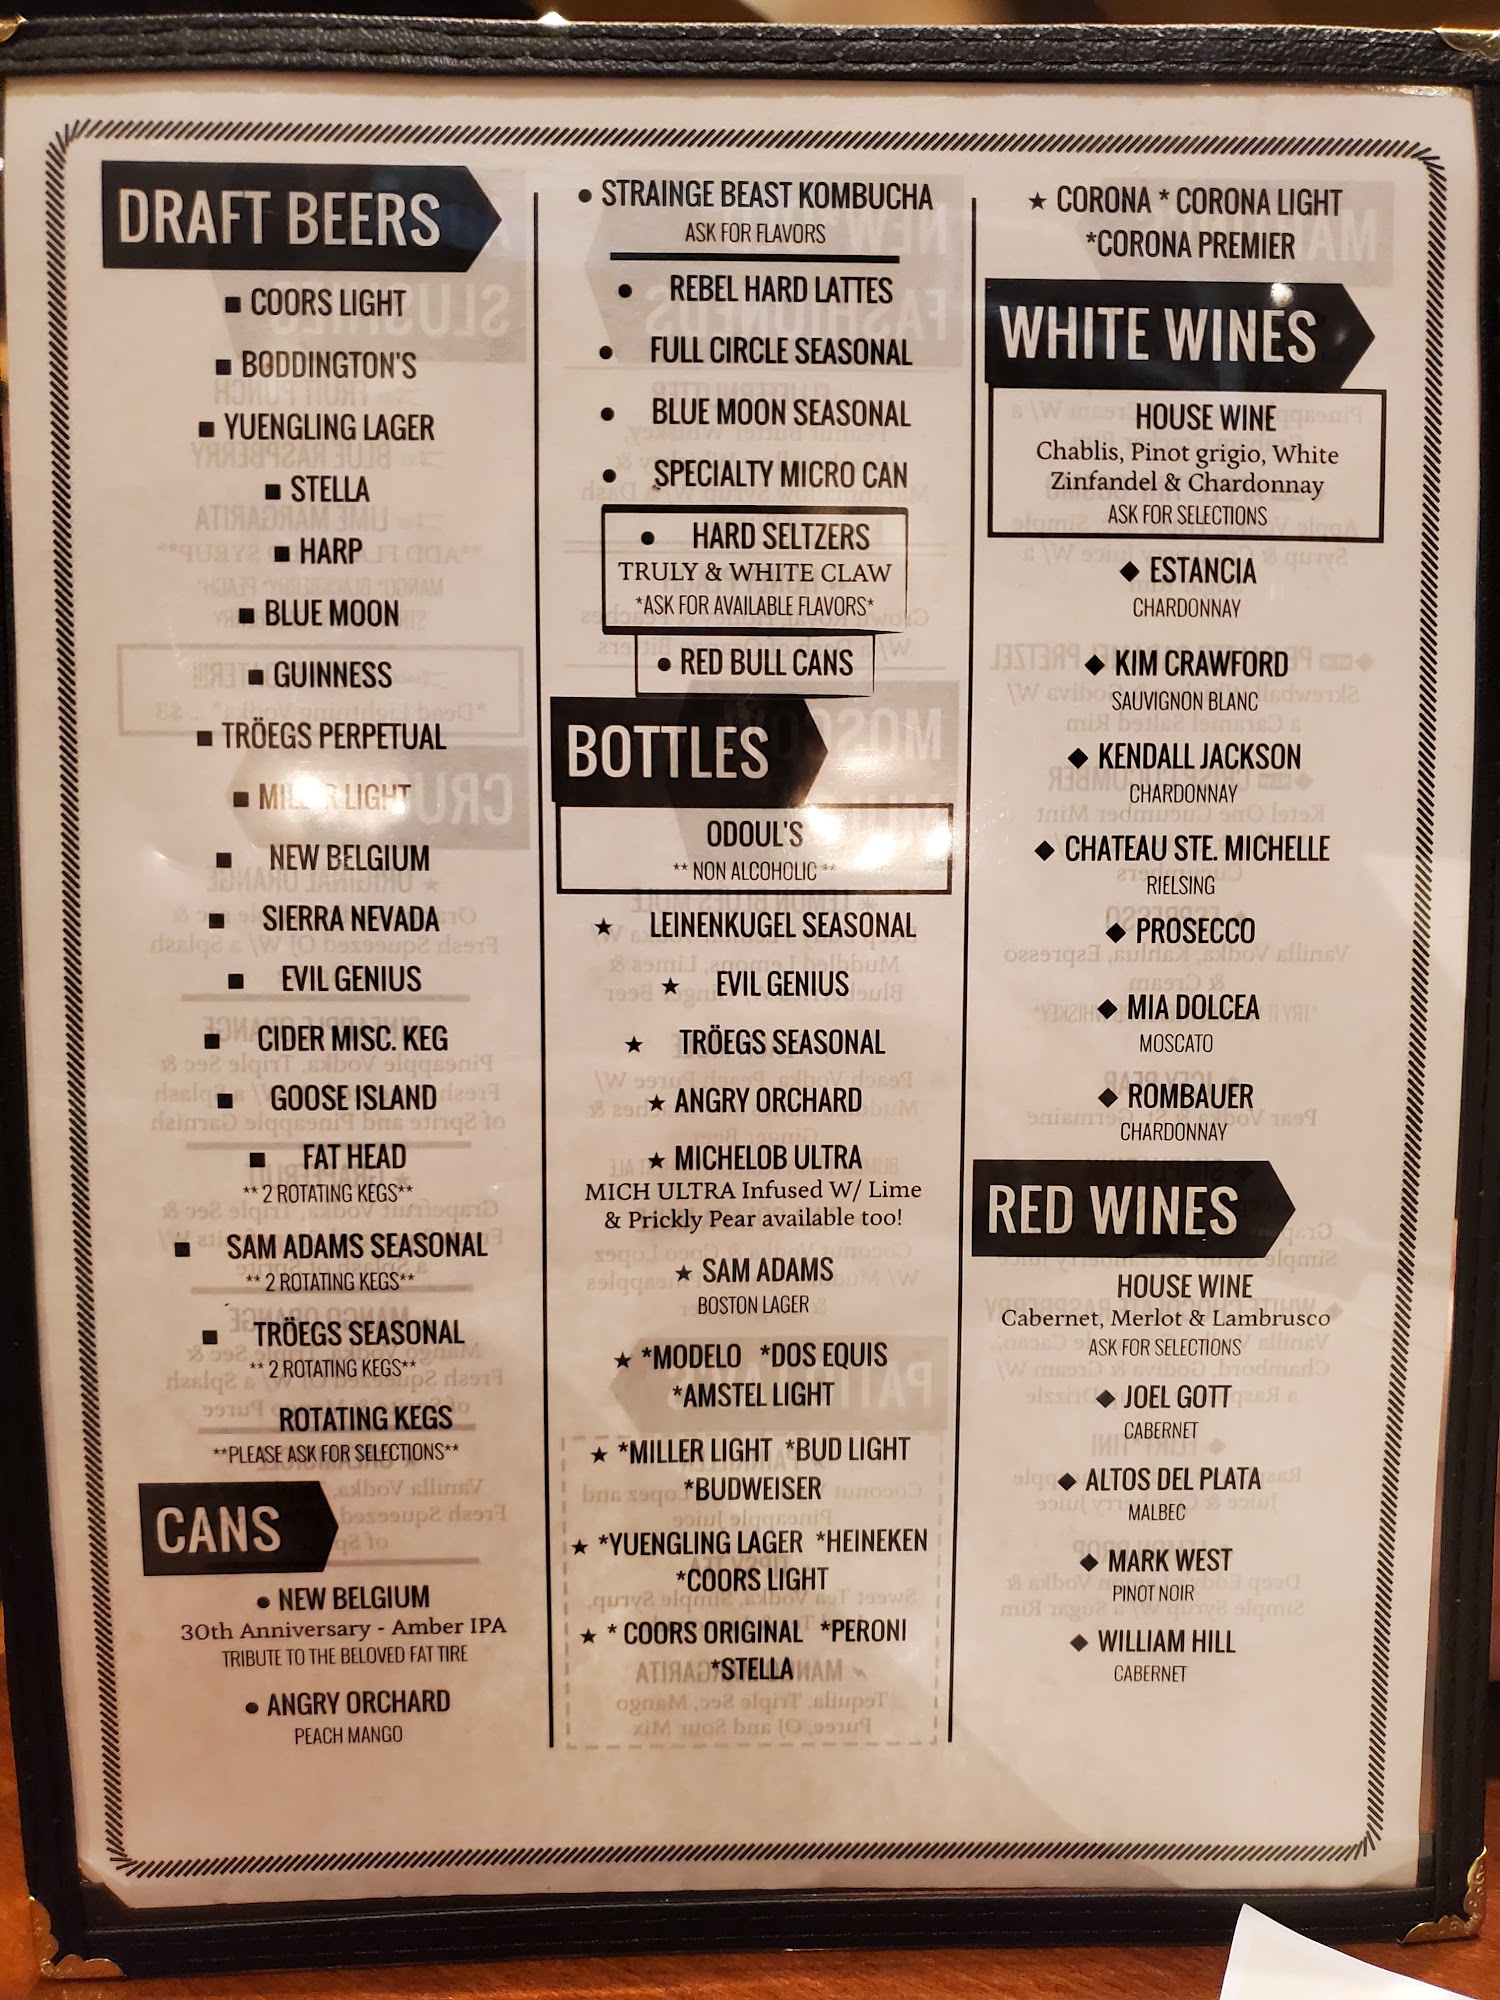 DRAFT BEERS
■ COORS LIGHT
■ BODDINGTON'S
■ YUENGLING LAGER
■ STELLA
■ HARP
■ BLUE MOON
■ GUINNESS
■ TRÖEGS PERPETUAL
■ MILLER LIGHT
■ NEW BELGIUM
■ SIERRA NEVADA
■ EVIL GENIUS
■ CIDER MISC. KEG
■ GOOSE ISLAND
■ FAT HEAD
** 2 ROTATING KEGS**
■ SAM ADAMS SEASONAL
** 2 ROTATING KEGS**
■ TRÖEGS SEASONAL
** 2 ROTATING KEGS**
ROTATING KEGS
**PLEASE ASK FOR SELECTIONS**
CANS
● NEW BELGIUM
30th Anniversary - Amber IPA
TRIBUTE TO THE BELOVED FAT TIRE
● ANGRY ORCHARD
PEACH MANGO
● STRAINGE BEAST KOMBUCHA
ASK FOR FLAVORS
● REBEL HARD LATTES
● FULL CIRCLE SEASONAL
● BLUE MOON SEASONAL
● SPECIALTY MICRO CAN
● HARD SELTZERS
TRULY & WHITE CLAW
*ASK FOR AVAILABLE FLAVORS*
● RED BULL CANS
BOTTLES
ODOUL'S
** NON ALCOHOLIC **
★ LEINENKUGEL SEASONAL
★ EVIL GENIUS
★ TRÖEGS SEASONAL
★ ANGRY ORCHARD
★ MICHELOB ULTRA
MICH ULTRA Infused W/ Lime
& Prickly Pear available too!
★ SAM ADAMS
BOSTON LAGER
★ *MODELO *DOS EQUIS
*AMSTEL LIGHT
★ *MILLER LIGHT *BUD LIGHT
*BUDWEISER
★ *YUENGLING LAGER *HEINEKEN
*COORS LIGHT
★ * COORS ORIGINAL *PERONI
*STELLA
★ CORONA * CORONA LIGHT
*CORONA PREMIER
WHITE WINES
HOUSE WINE
Chablis, Pinot grigio, White
Zinfandel & Chardonnay
ASK FOR SELECTIONS
◆ ESTANCIA
CHARDONNAY
◆ KIM CRAWFORD
SAUVIGNON BLANC
◆ KENDALL JACKSON
CHARDONNAY
◆ CHATEAU STE. MICHELLE
RIELSING
◆ PROSECCO
◆ MIA DOLCEA
MOSCATO
◆ ROMBAUER
CHARDONNAY
RED WINES
HOUSE WINE
Cabernet, Merlot & Lambrusco
ASK FOR SELECTIONS
◆ JOEL GOTT
CABERNET
◆ ALTOS DEL PLATA
MALBEC
◆ MARK WEST
PINOT NOIR
◆ WILLIAM HILL
CABERNET